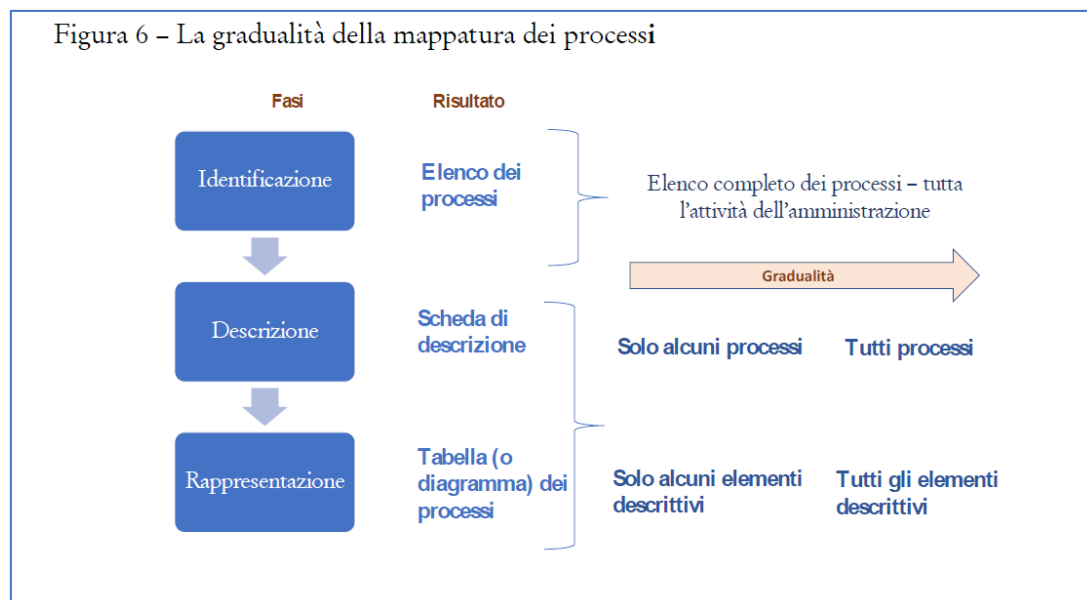 Figura 6 – La gradualità della mappatura dei processi
Fasi
Risultato
Identificazione
Elenco dei
processi
Elenco completo dei processi – tutta
l'attività dell'amministrazione
Gradualità
Descrizione
Scheda di
descrizione
Solo alcuni processi
Tutti processi
Rappresentazione
Tabella (o
diagramma) dei
processi
Solo alcuni elementi
descrittivi
Tutti gli elementi
descrittivi